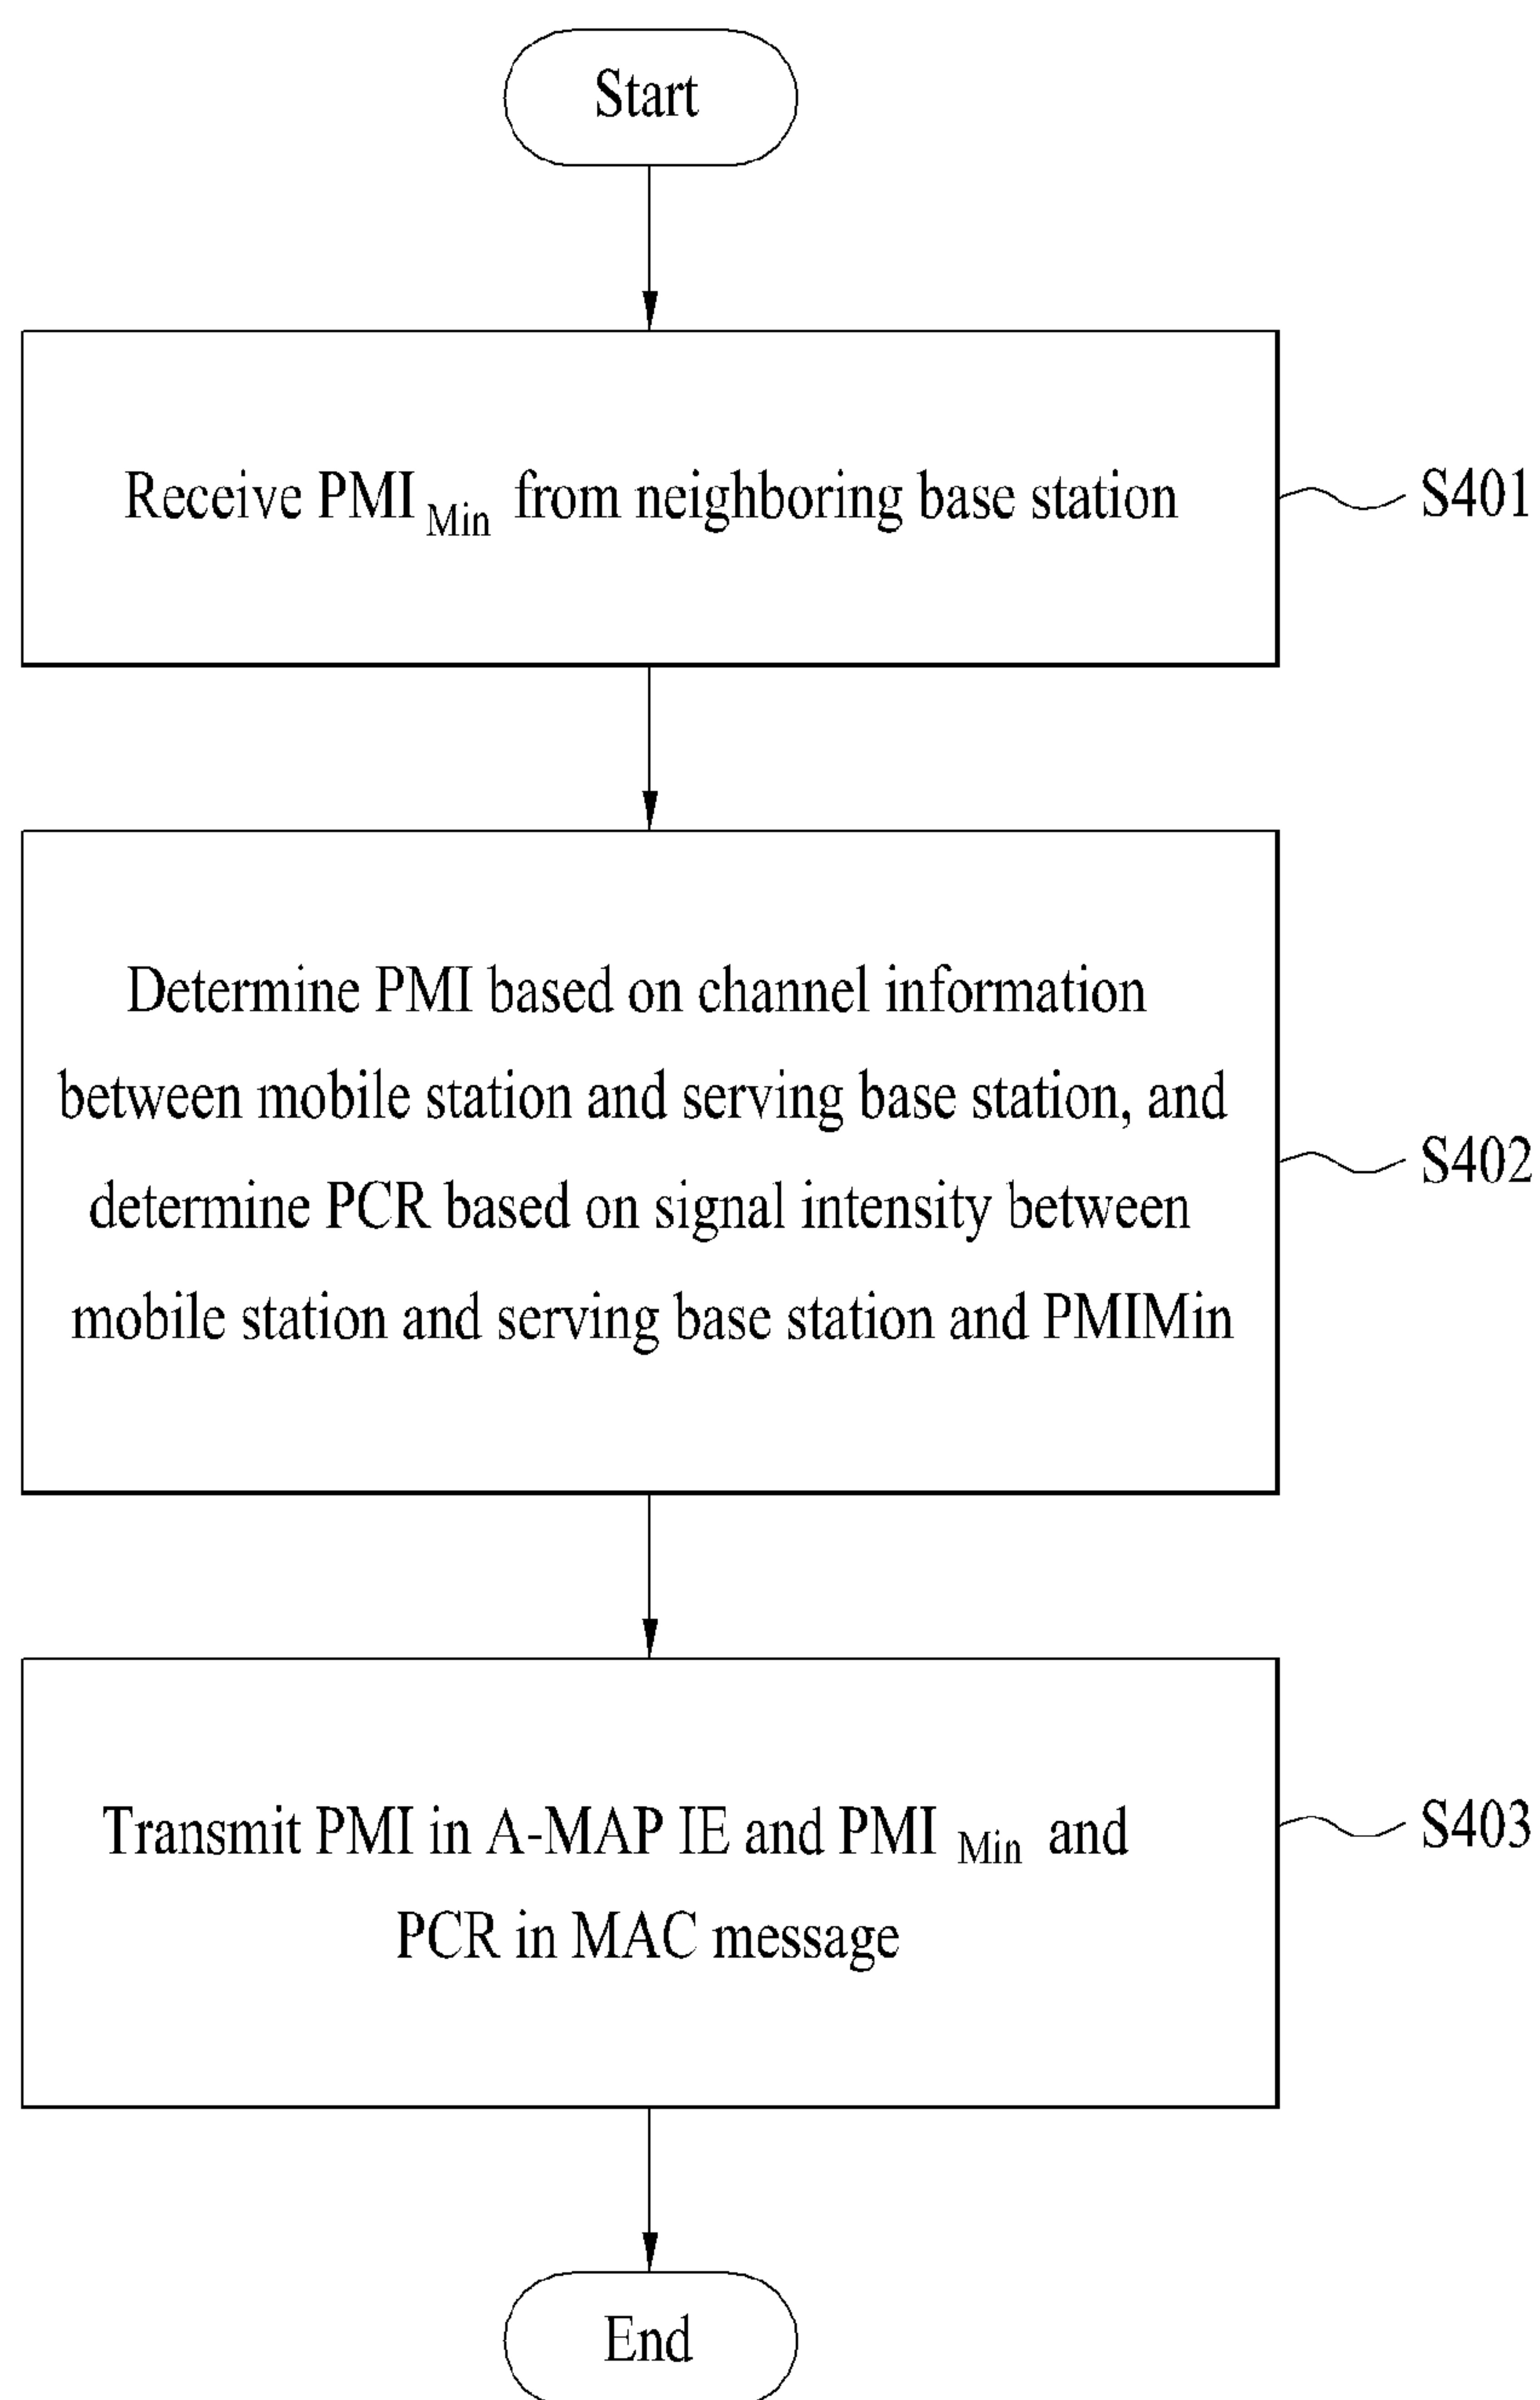 Start
Receive PMI Min from neighboring base station
S401
Determine PMI based on channel information
between mobile station and serving base station, and
determine PCR based on signal intensity between
mobile station and serving base station and PMIMin
S402
Transmit PMI in A-MAP IE and PMI Min and
PCR in MAC message
S403
End